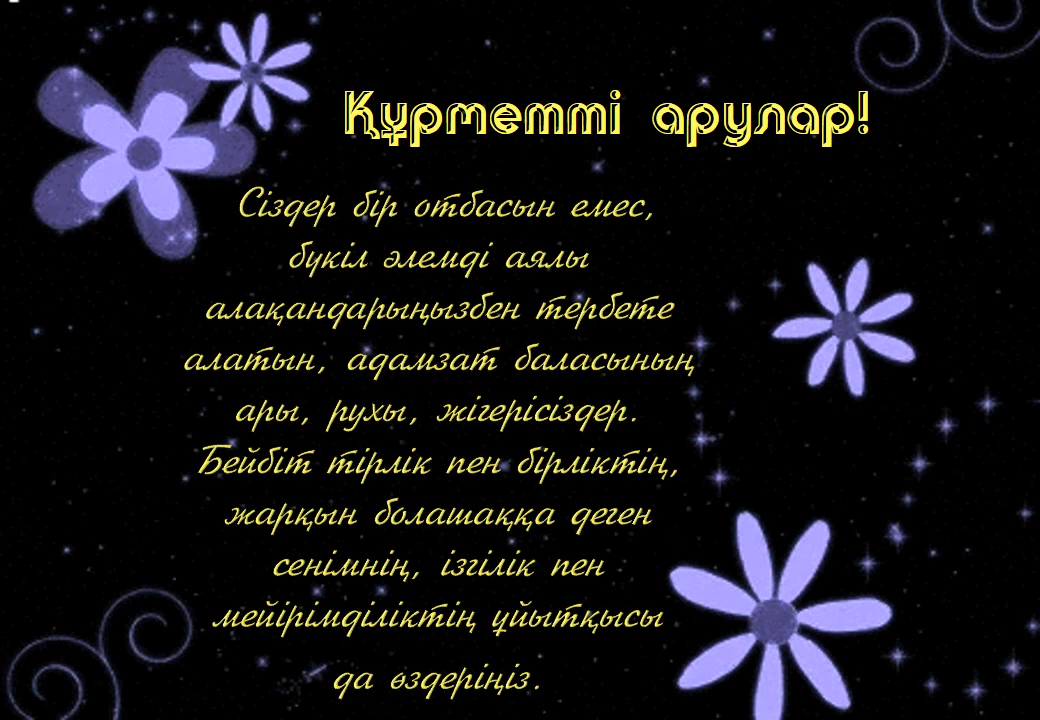 Құрметті арулар!
Сіздер бір отбасын емес,
бүкіл әлемді аялы
алақандарыңызбен тербете
алатын, адамзат баласының
ары, рухы, жігерісіздер.
Бейбіт тірлік пен бірліктің,
жарқын болашаққа деген
сенімнің, ізгілік пен
мейірімділіктің ұйытқысы
да өздеріңіз.